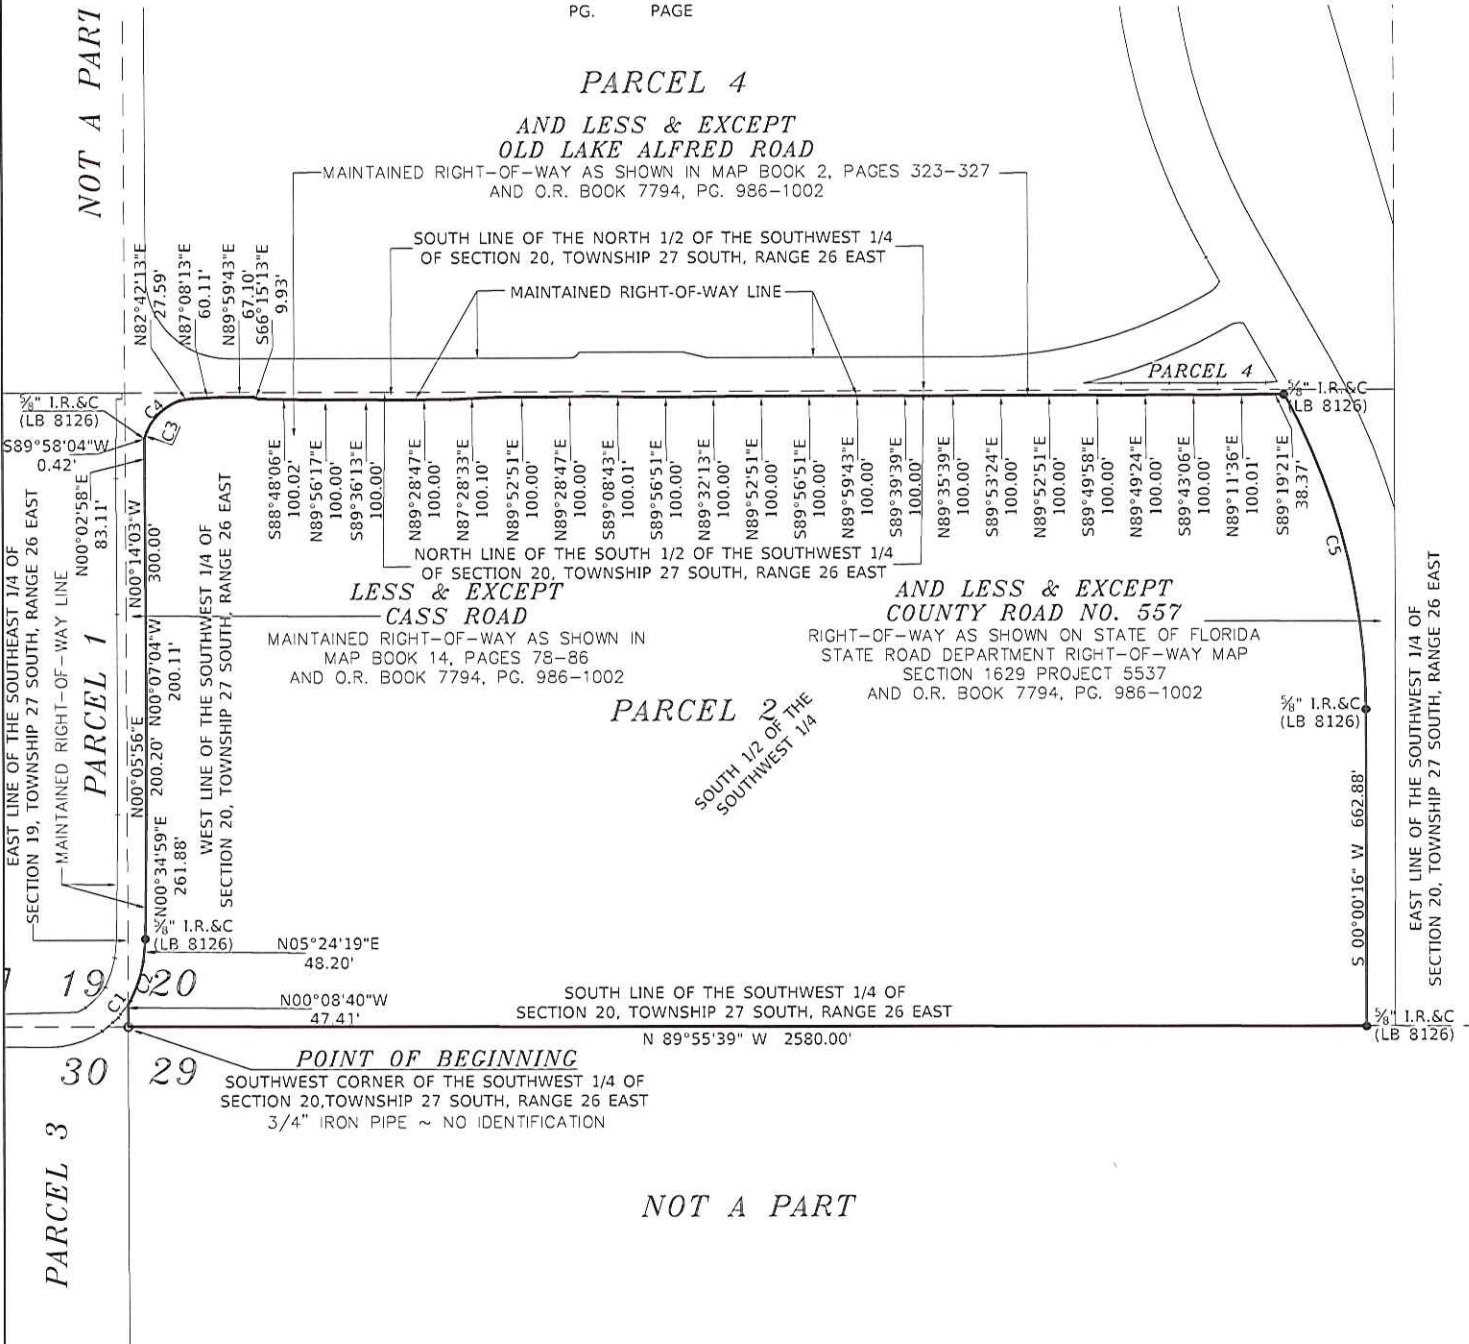 PG. PAGE
NOT A PART
PARCEL 4
AND LESS & EXCEPT
OLD LAKE ALFRED ROAD
MAINTAINED RIGHT-OF-WAY AS SHOWN IN MAP BOOK 2, PAGES 323-327
AND O.R. BOOK 7794, PG. 986-1002
SOUTH LINE OF THE NORTH 1/2 OF THE SOUTHWEST 1/4
OF SECTION 20, TOWNSHIP 27 SOUTH, RANGE 26 EAST
MAINTAINED RIGHT-OF-WAY LINE
N82°42'13"E
27.59'
N87°08'13"E
60.11'
N89°59'43"E
67.10'
S66°15'13"E
9.93'
PARCEL 4
5/8" I.R.&C
(LB 8126)
5/8" I.R.&C
(LB 8126)
C4
C3
S89°58'04"W
0.42'
N00°02'58"E
83.11'
N00°14'03"W
300.00'
S88°48'06"E
100.02'
N89°56'17"E
100.00'
S89°36'13"E
100.00'
N89°28'47"E
100.00'
N87°28'33"E
100.10'
N89°52'51"E
100.00'
N89°28'47"E
100.00'
S89°08'43"E
100.01'
S89°56'51"E
100.00'
N89°32'13"E
100.00'
N89°52'51"E
100.00'
S89°56'51"E
100.00'
N89°59'43"E
100.00'
S89°39'39"E
100.00'
N89°35'39"E
100.00'
S89°53'24"E
100.00'
N89°52'51"E
100.00'
S89°49'58"E
100.00'
N89°49'24"E
100.00'
S89°43'06"E
100.00'
N89°11'36"E
100.01'
S89°19'21"E
38.37'
C5
NORTH LINE OF THE SOUTH 1/2 OF THE SOUTHWEST 1/4
OF SECTION 20, TOWNSHIP 27 SOUTH, RANGE 26 EAST
LESS & EXCEPT
CASS ROAD
MAINTAINED RIGHT-OF-WAY AS SHOWN IN
MAP BOOK 14, PAGES 78-86
AND O.R. BOOK 7794, PG. 986-1002
AND LESS & EXCEPT
COUNTY ROAD NO. 557
RIGHT-OF-WAY AS SHOWN ON STATE OF FLORIDA
STATE ROAD DEPARTMENT RIGHT-OF-WAY MAP
SECTION 1629 PROJECT 5537
AND O.R. BOOK 7794, PG. 986-1002
EAST LINE OF THE SOUTHEAST 1/4 OF
SECTION 19, TOWNSHIP 27 SOUTH, RANGE 26 EAST
MAINTAINED RIGHT-OF-WAY LINE
PARCEL 1
N00°07'04"W
200.11'
N00°05'56"E
200.20'
N00°34'59"E
261.88'
WEST LINE OF THE SOUTHWEST 1/4 OF
SECTION 20, TOWNSHIP 27 SOUTH, RANGE 26 EAST
PARCEL 2
SOUTH 1/2 OF THE
SOUTHWEST 1/4
5/8" I.R.&C
(LB 8126)
S 00°00'16" W 662.88'
EAST LINE OF THE SOUTHWEST 1/4 OF
SECTION 20, TOWNSHIP 27 SOUTH, RANGE 26 EAST
5/8" I.R.&C
(LB 8126)
N05°24'19"E
48.20'
19
20
C1
C2
N00°08'40"W
47.41'
SOUTH LINE OF THE SOUTHWEST 1/4 OF
SECTION 20, TOWNSHIP 27 SOUTH, RANGE 26 EAST
N 89°55'39" W 2580.00'
5/8" I.R.&C
(LB 8126)
30
29
POINT OF BEGINNING
SOUTHWEST CORNER OF THE SOUTHWEST 1/4 OF
SECTION 20,TOWNSHIP 27 SOUTH, RANGE 26 EAST
3/4" IRON PIPE ~ NO IDENTIFICATION
PARCEL 3
NOT A PART